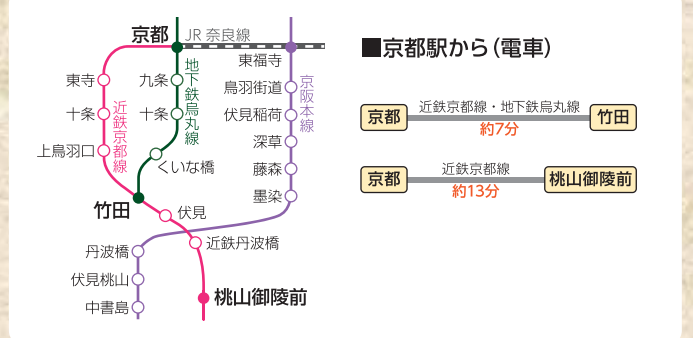 京都
JR 奈良線
東福寺
地下鉄烏丸線
東寺
九条
鳥羽街道
京阪本線
十条
十条
近鉄京都線
伏見稲荷
上鳥羽口
くいな橋
深草
藤森
竹田
墨染
伏見
丹波橋
近鉄丹波橋
伏見桃山
中書島
桃山御陵前
■京都駅から(電車)
京都
近鉄京都線・地下鉄烏丸線
約7分
竹田
京都
近鉄京都線
約13分
桃山御陵前